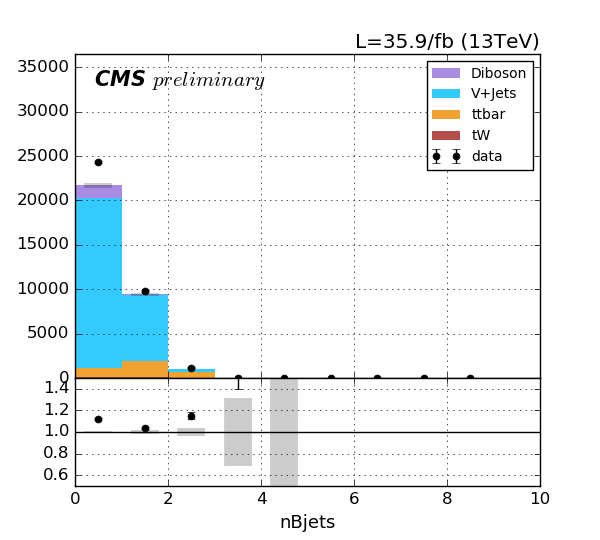 L=35.9/fb (13TeV)
CMS preliminary
Diboson
V+Jets
ttbar
tW
data
35000
30000
25000
20000
15000
10000
5000
0
1.4
1.2
1.0
0.8
0.6
0 2 4 6 8 10
nBjets